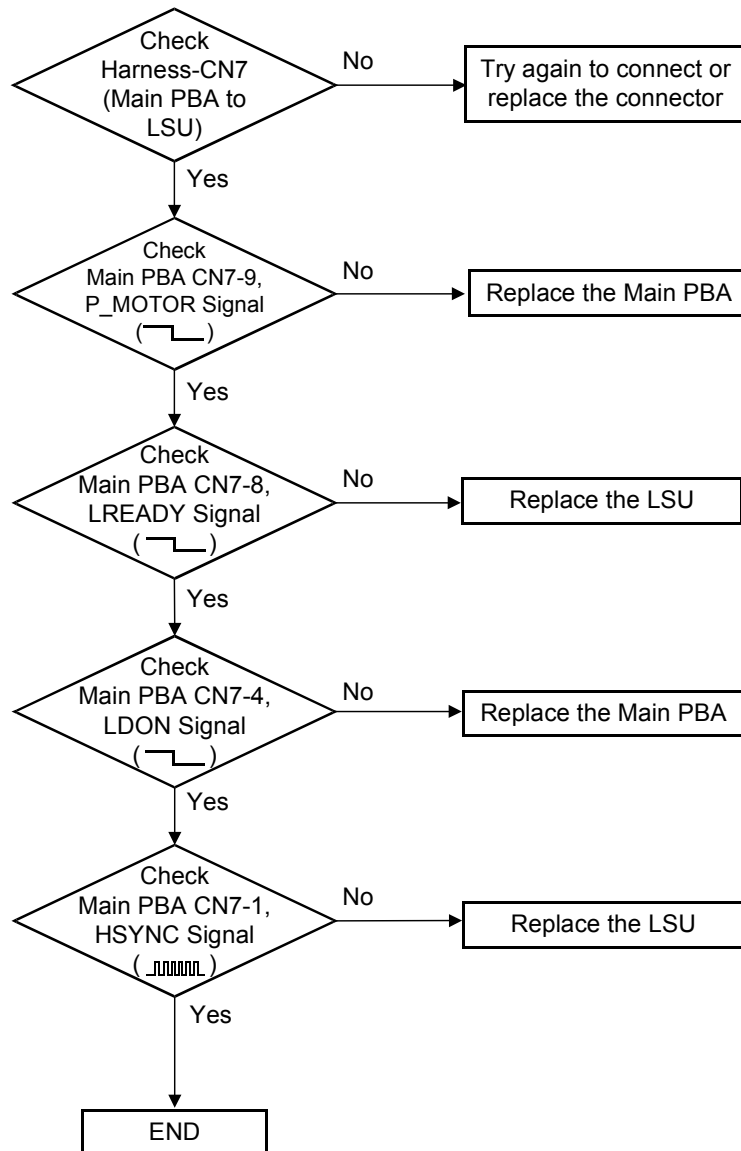 Check
Harness-CN7
(Main PBA to
LSU)
No
Try again to connect or
replace the connector
Yes
Check
Main PBA CN7-9,
P_MOTOR Signal
( )
No
Replace the Main PBA
Yes
Check
Main PBA CN7-8,
LREADY Signal
( )
No
Replace the LSU
Yes
Check
Main PBA CN7-4,
LDON Signal
( )
No
Replace the Main PBA
Yes
Check
Main PBA CN7-1,
HSYNC Signal
( )
No
Replace the LSU
Yes
END